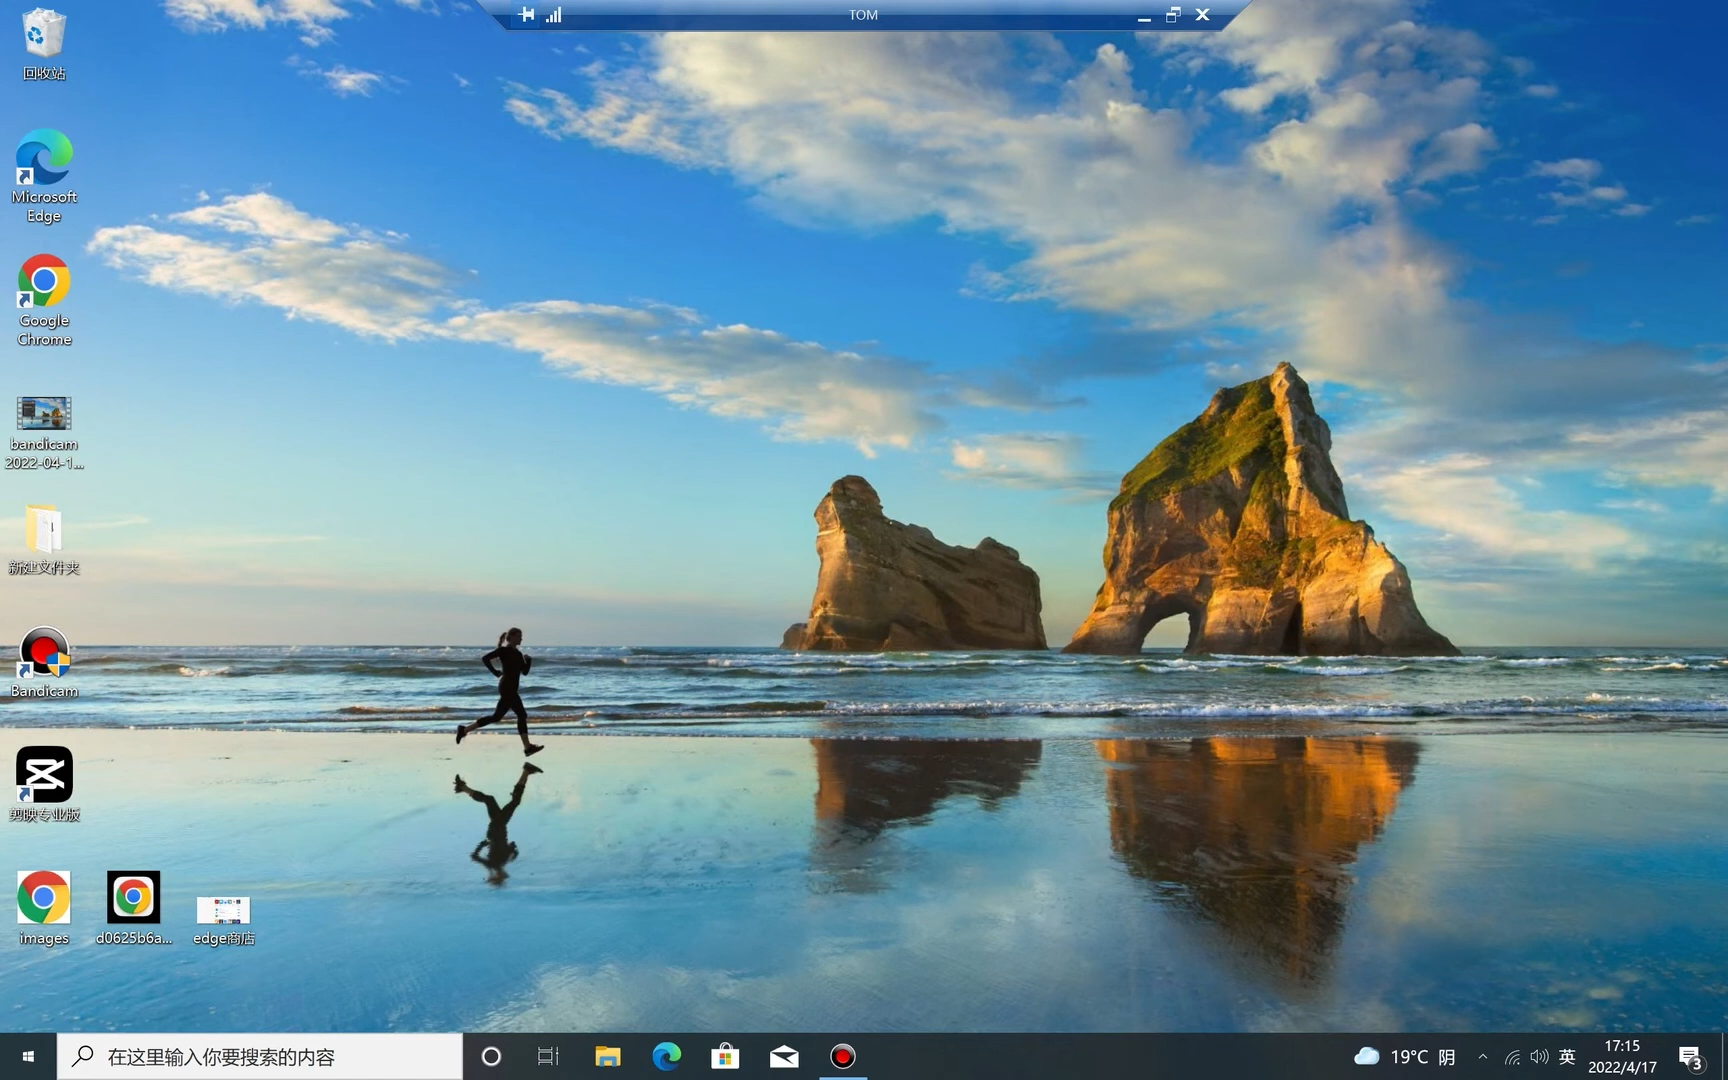 TOM
回收站
Microsoft
Edge
Google
Chrome
bandicam
2022-04-1...
新建文件夹
Bandicam
剪映专业版
images
d0625b6a...
edge商店
在这里输入你要搜索的内容
19°C 阴
英
17:15
2022/4/17
3